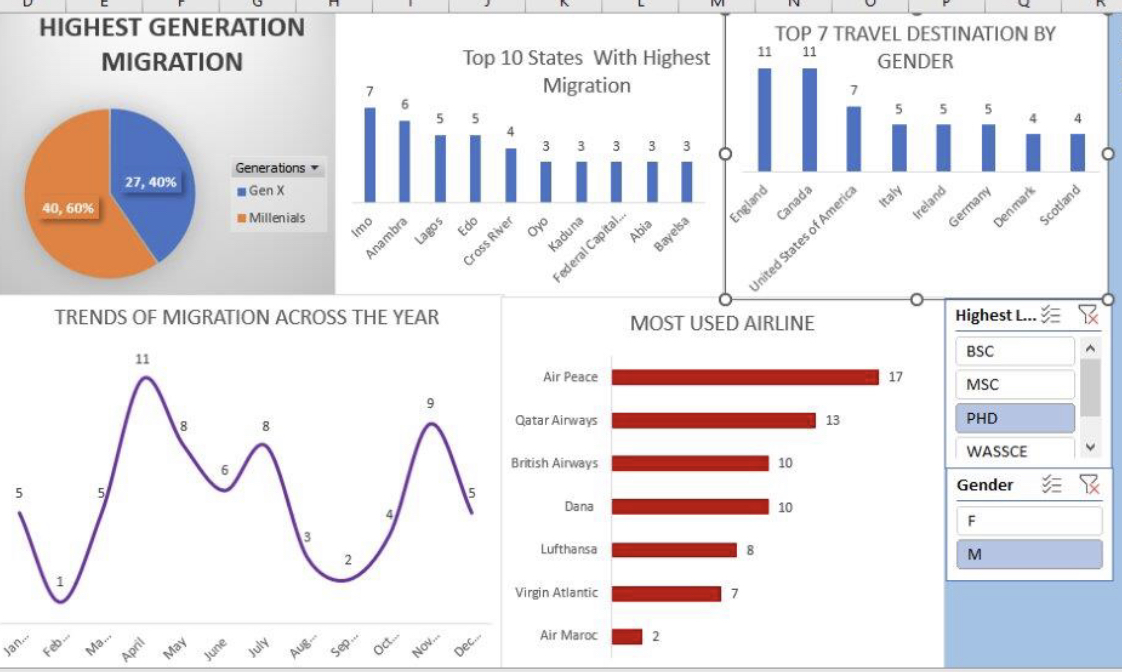 D E F G H I J K L M N O P Q R
HIGHEST GENERATION
MIGRATION
27, 40%
40, 60%
Generations
Gen X
Millenials
Top 10 States With Highest
Migration
7 6 5 5 4 3 3 3 3 3
Imo Anambra Lagos Edo Cross River Oyo Kaduna Federal Capital... Abia Bayelsa
TOP 7 TRAVEL DESTINATION BY
GENDER
11 11 7 5 5 5 4 4
England Canada United States of America Italy Ireland Germany Denmark Scotland
TRENDS OF MIGRATION ACROSS THE YEAR
5 1 5 11 8 6 8 3 2 4 9 5
Jan... Feb... Ma... April May June July Aug... Sep... Oct... Nov... Dec...
MOST USED AIRLINE
Air Peace 17
Qatar Airways 13
British Airways 10
Dana 10
Lufthansa 8
Virgin Atlantic 7
Air Maroc 2
Highest L...
BSC
MSC
PHD
WASSCE
Gender
F
M